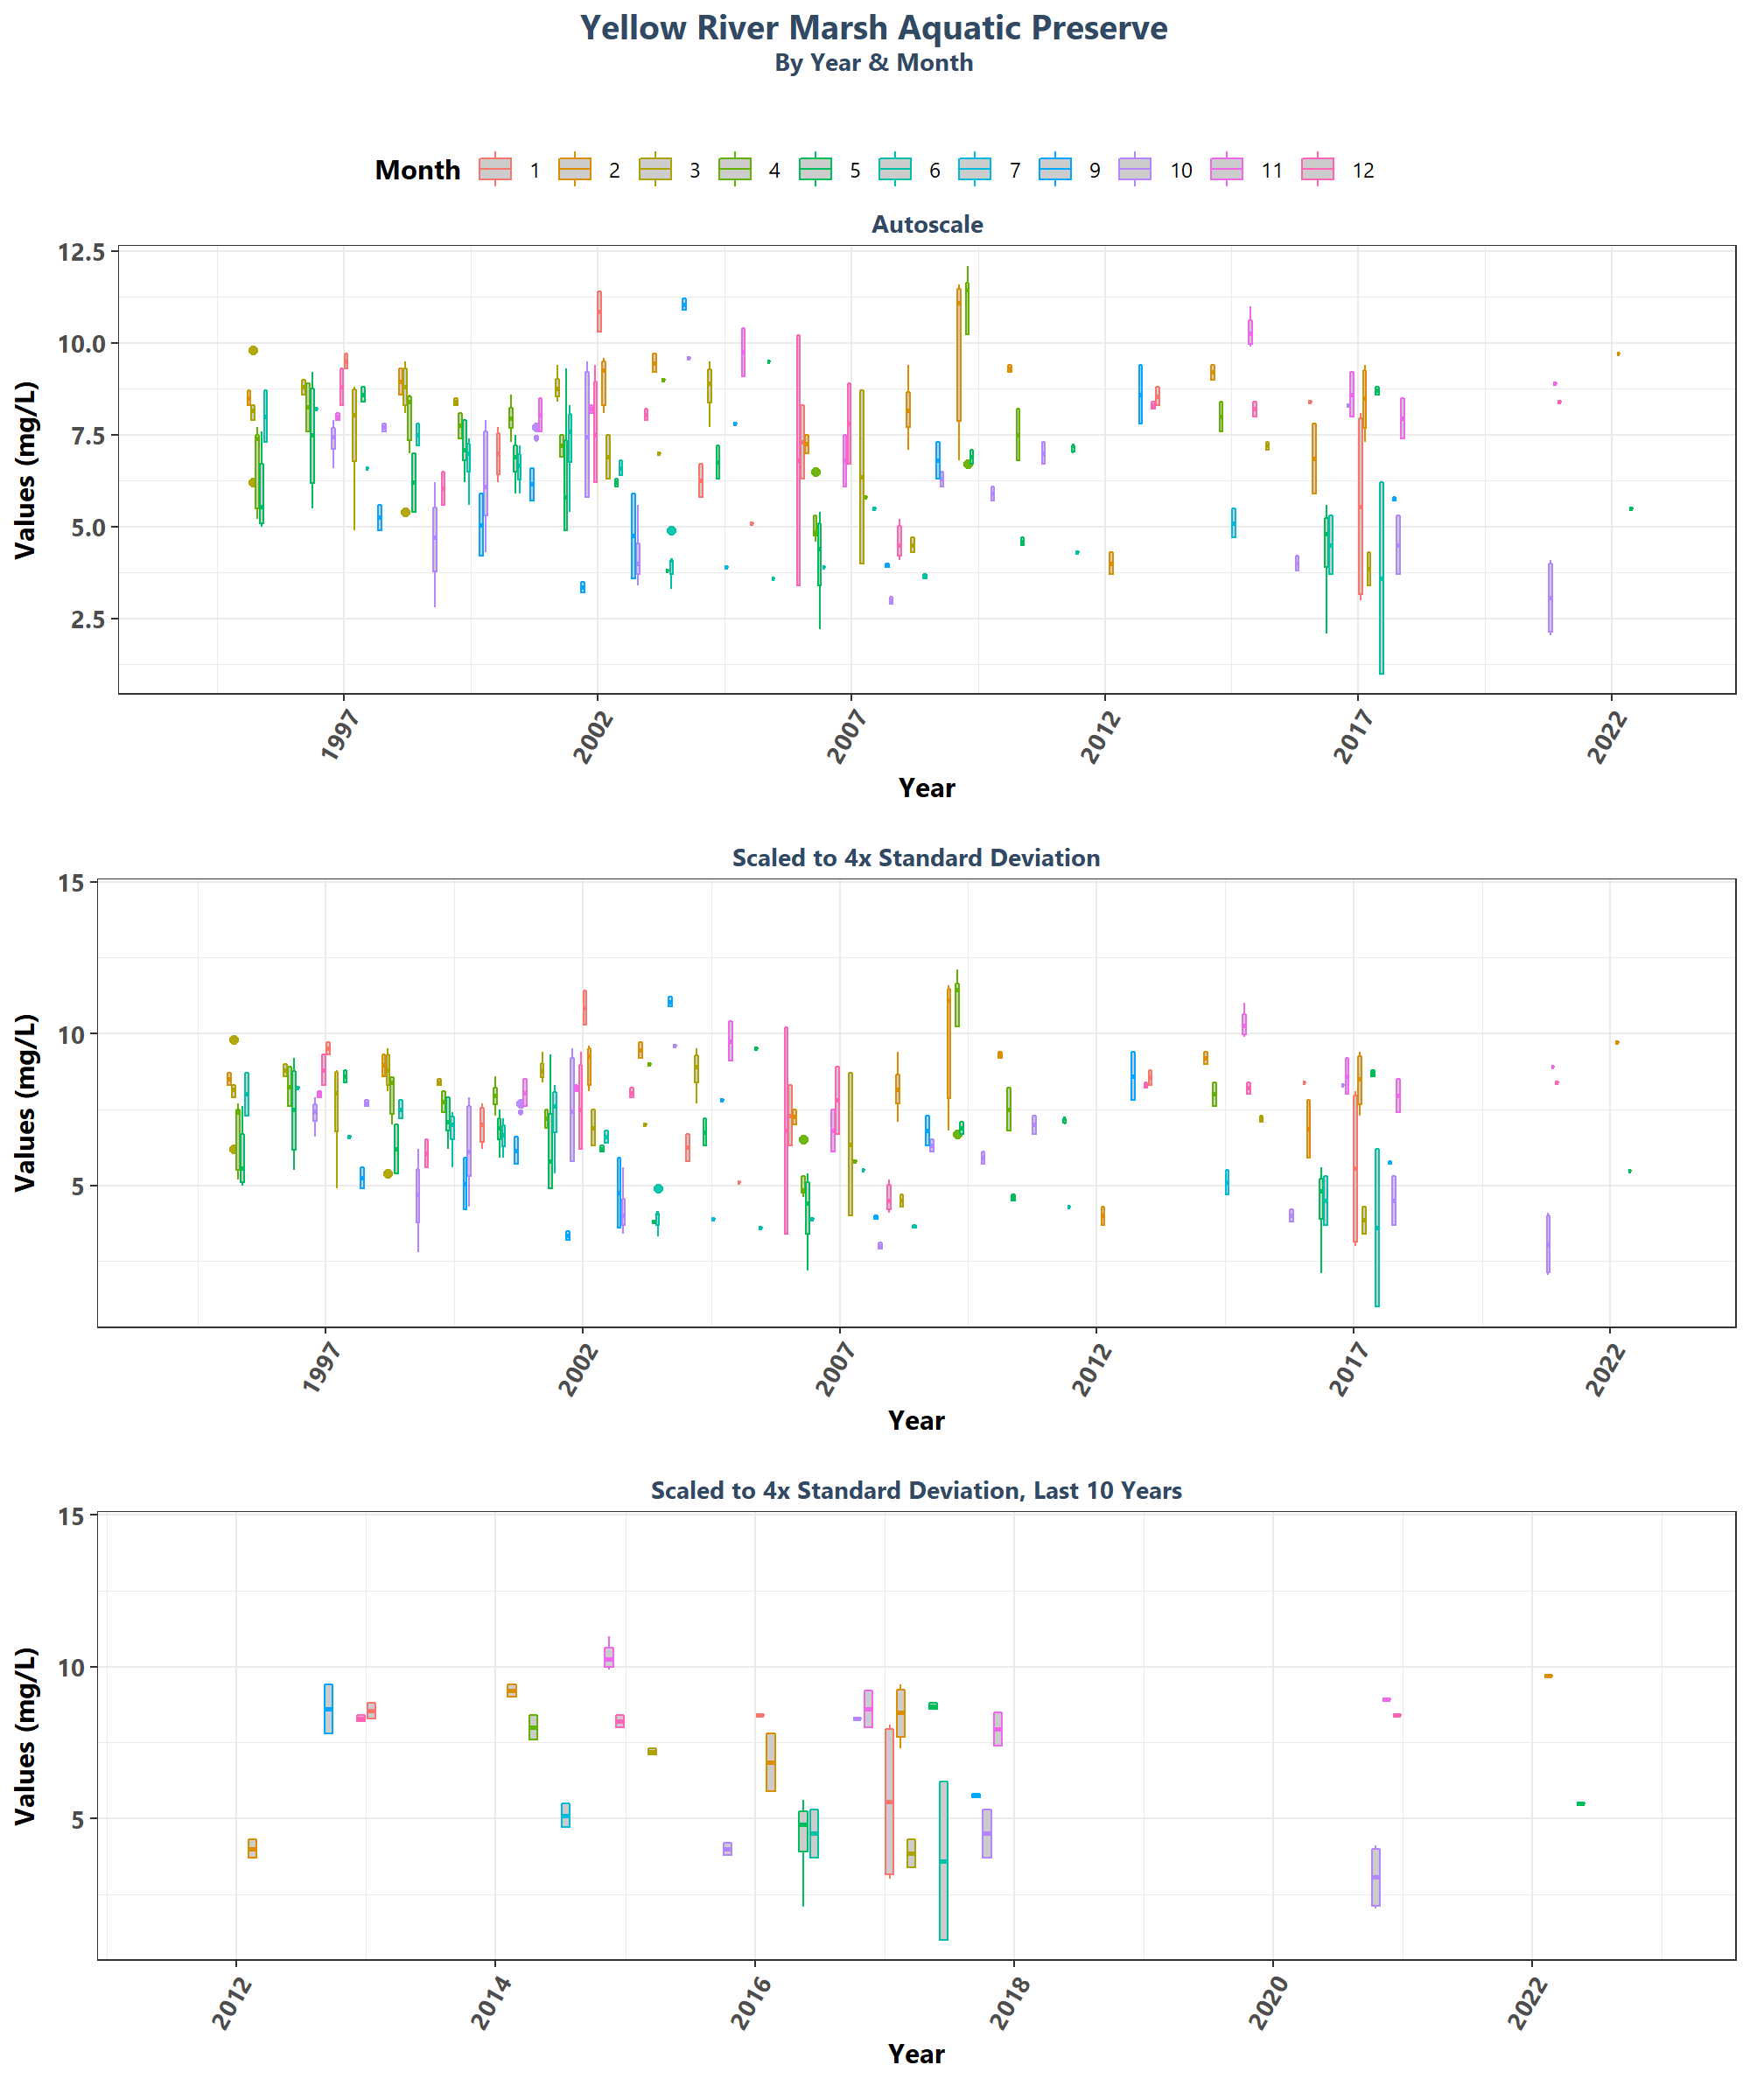 Yellow River Marsh Aquatic Preserve
By Year & Month
Month 1 2 3 4 5 6 7 9 10 11 12
Autoscale
Values (mg/L)
12.5
10.0
7.5
5.0
2.5
1997 2002 2007 2012 2017 2022
Year
Scaled to 4x Standard Deviation
Values (mg/L)
15
10
5
1997 2002 2007 2012 2017 2022
Year
Scaled to 4x Standard Deviation, Last 10 Years
Values (mg/L)
15
10
5
2012 2014 2016 2018 2020 2022
Year